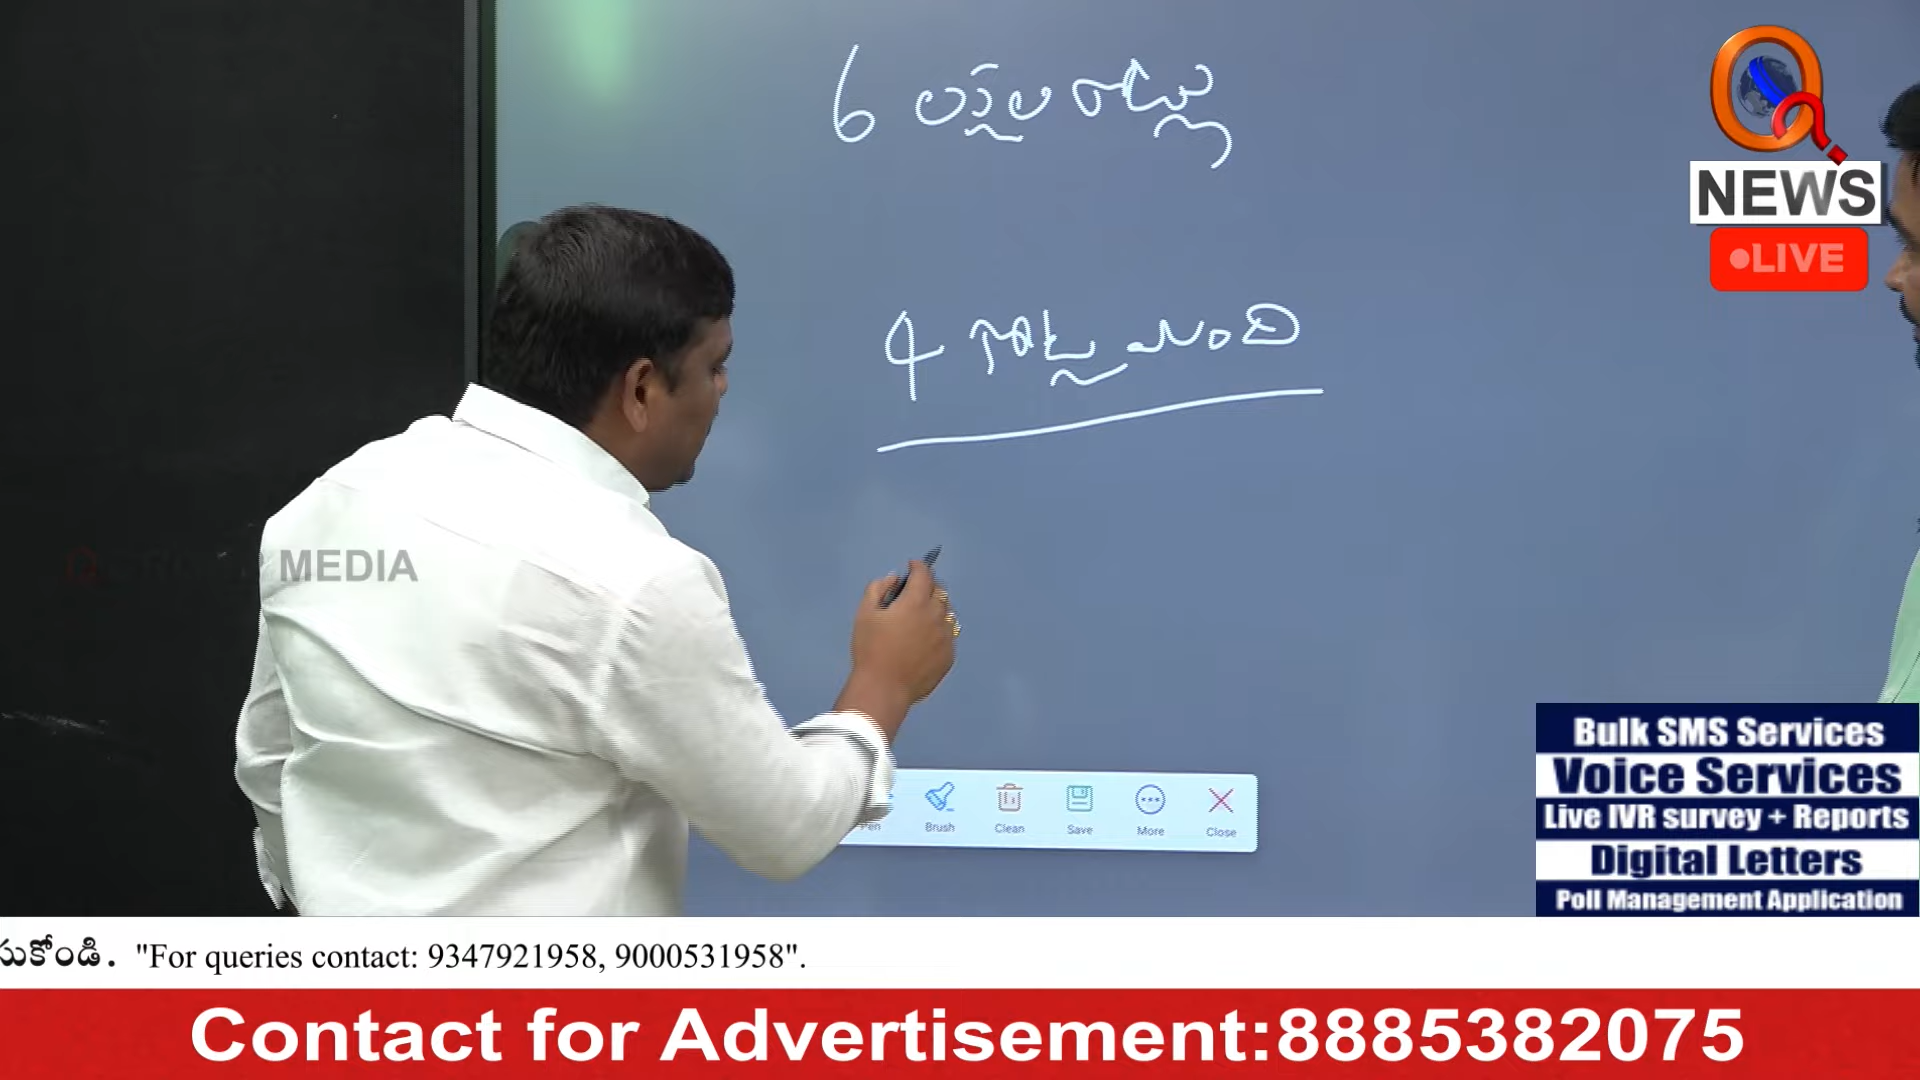 6 లక్షల కార్డులు
4 కోట్ల మంది
Q
NEWS
LIVE
MEDIA
Pen
Brush
Clean
Save
More
Close
Bulk SMS Services
Voice Services
Live IVR survey + Reports
Digital Letters
Poll Management Application
సుకోండి. "For queries contact: 9347921958, 9000531958".
Contact for Advertisement:8885382075